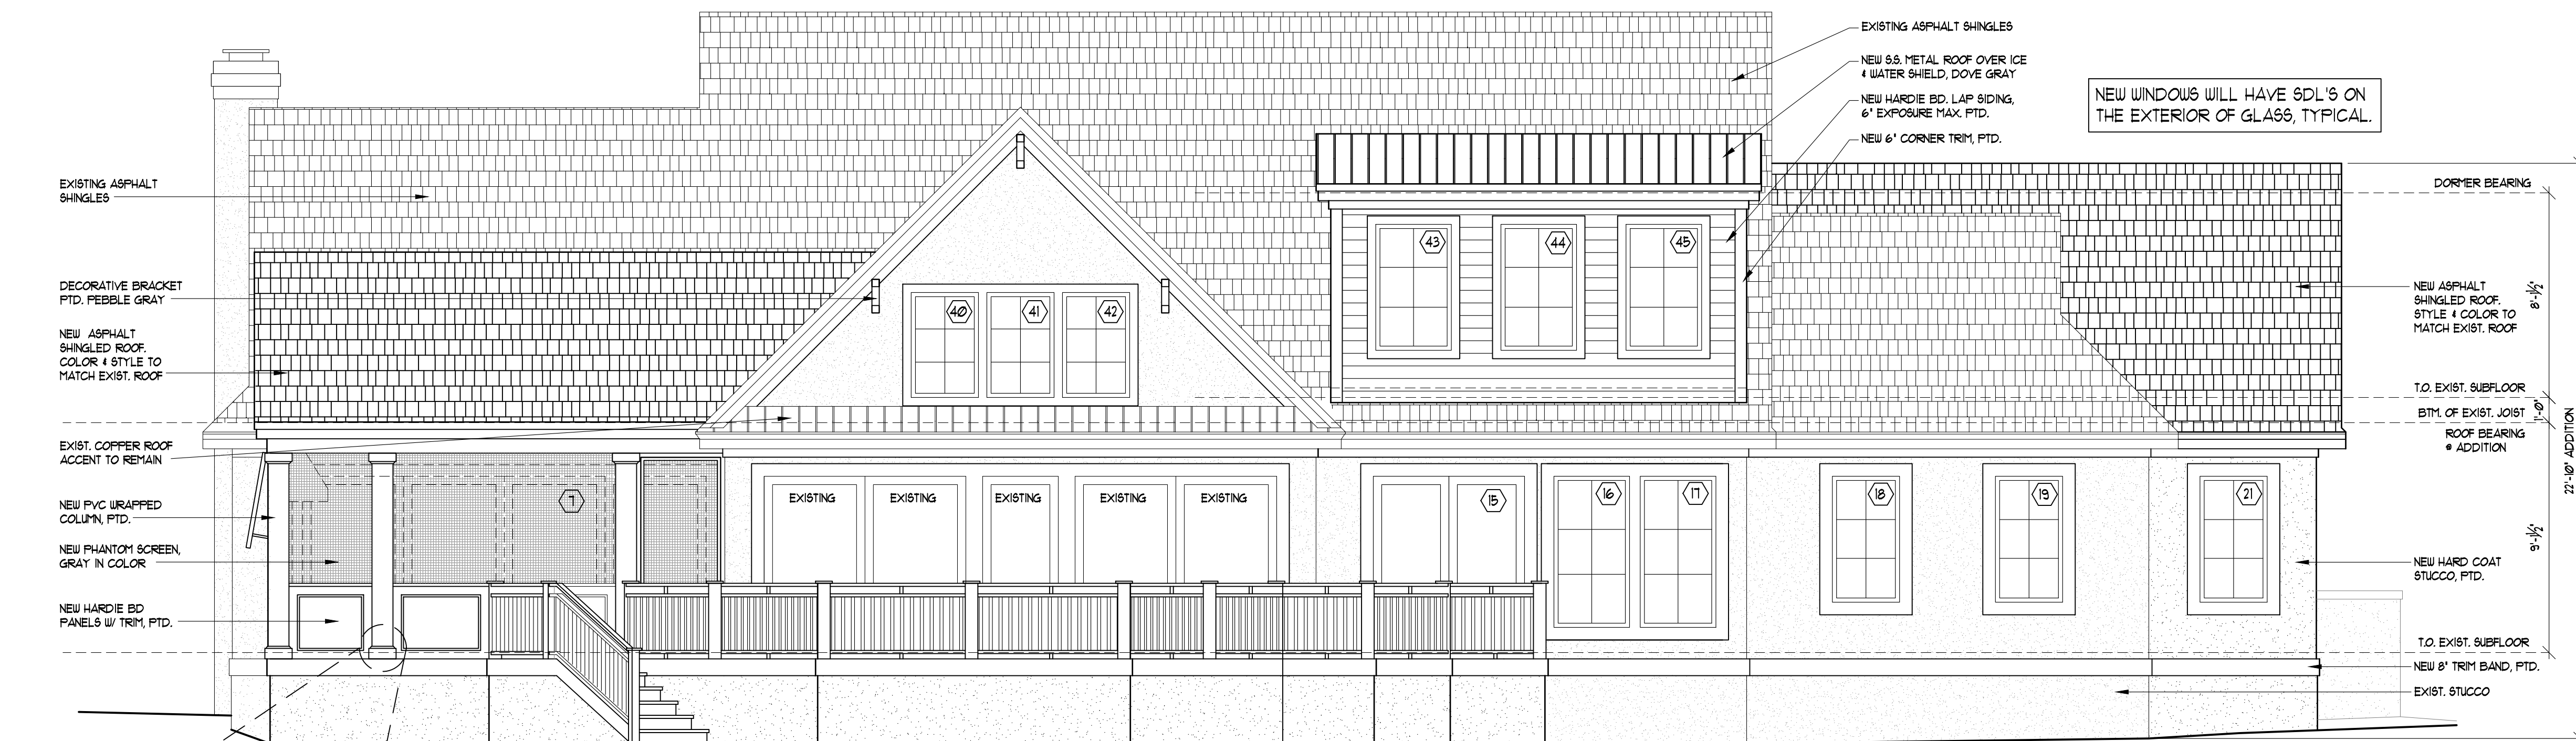 EXISTING ASPHALT SHINGLES
NEW S.S. METAL ROOF OVER ICE
& WATER SHIELD, DOVE GRAY
NEW HARDIE BD. LAP SIDING,
6" EXPOSURE MAX. PTD.
NEW 6" CORNER TRIM, PTD.
NEW WINDOWS WILL HAVE SDL'S ON
THE EXTERIOR OF GLASS, TYPICAL.
EXISTING ASPHALT
SHINGLES
DECORATIVE BRACKET
PTD. PEBBLE GRAY
NEW ASPHALT
SHINGLED ROOF.
COLOR & STYLE TO
MATCH EXIST. ROOF
EXIST. COPPER ROOF
ACCENT TO REMAIN
NEW PVC WRAPPED
COLUMN, PTD.
NEW PHANTOM SCREEN,
GRAY IN COLOR
NEW HARDIE BD
PANELS W/ TRIM, PTD.
40
41
42
43
44
45
7
EXISTING
EXISTING
EXISTING
EXISTING
EXISTING
15
16
17
18
19
21
DORMER BEARING
8'-1½"
NEW ASPHALT
SHINGLED ROOF.
STYLE & COLOR TO
MATCH EXIST. ROOF
T.O. EXIST. SUBFLOOR
1'-0"
BTM. OF EXIST. JOIST
ROOF BEARING
@ ADDITION
22'-10" ADDITION
9'-1½"
NEW HARD COAT
STUCCO, PTD.
T.O. EXIST. SUBFLOOR
NEW 8" TRIM BAND, PTD.
EXIST. STUCCO